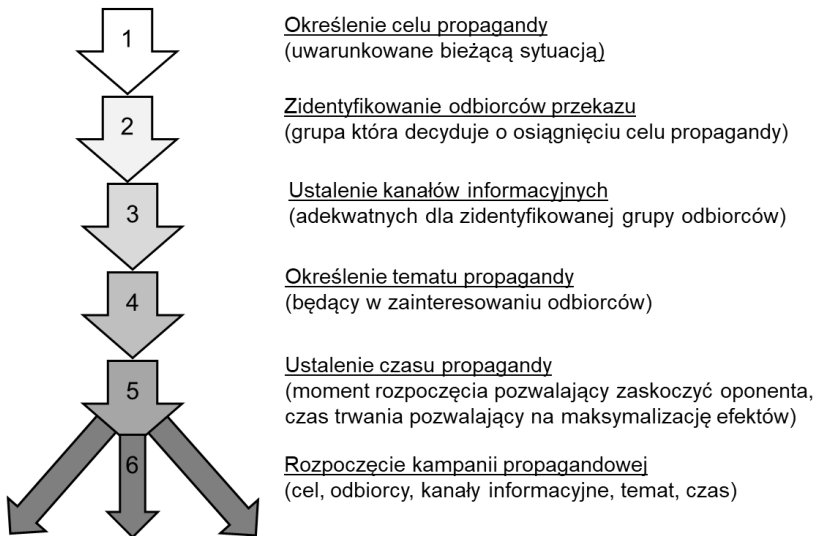 1
Określenie celu propagandy
(uwarunkowane bieżącą sytuacją)
2
Zidentyfikowanie odbiorców przekazu
(grupa która decyduje o osiągnięciu celu propagandy)
3
Ustalenie kanałów informacyjnych
(adekwatnych dla zidentyfikowanej grupy odbiorców)
4
Określenie tematu propagandy
(będący w zainteresowaniu odbiorców)
5
Ustalenie czasu propagandy
(moment rozpoczęcia pozwalający zaskoczyć oponenta,
czas trwania pozwalający na maksymalizację efektów)
6
Rozpoczęcie kampanii propagandowej
(cel, odbiorcy, kanały informacyjne, temat, czas)